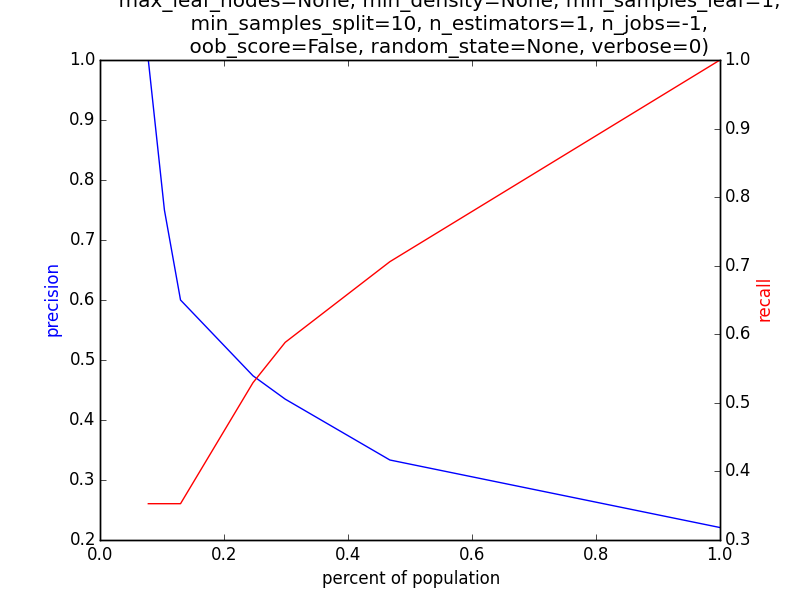 max_leaf_nodes=None, min_density=None, min_samples_leaf=1,
min_samples_split=10, n_estimators=1, n_jobs=-1,
oob_score=False, random_state=None, verbose=0)
1.0
0.9
0.8
0.7
0.6
0.5
0.4
0.3
0.2
precision
1.0
0.9
0.8
0.7
0.6
0.5
0.4
0.3
recall
0.0 0.2 0.4 0.6 0.8 1.0
percent of population